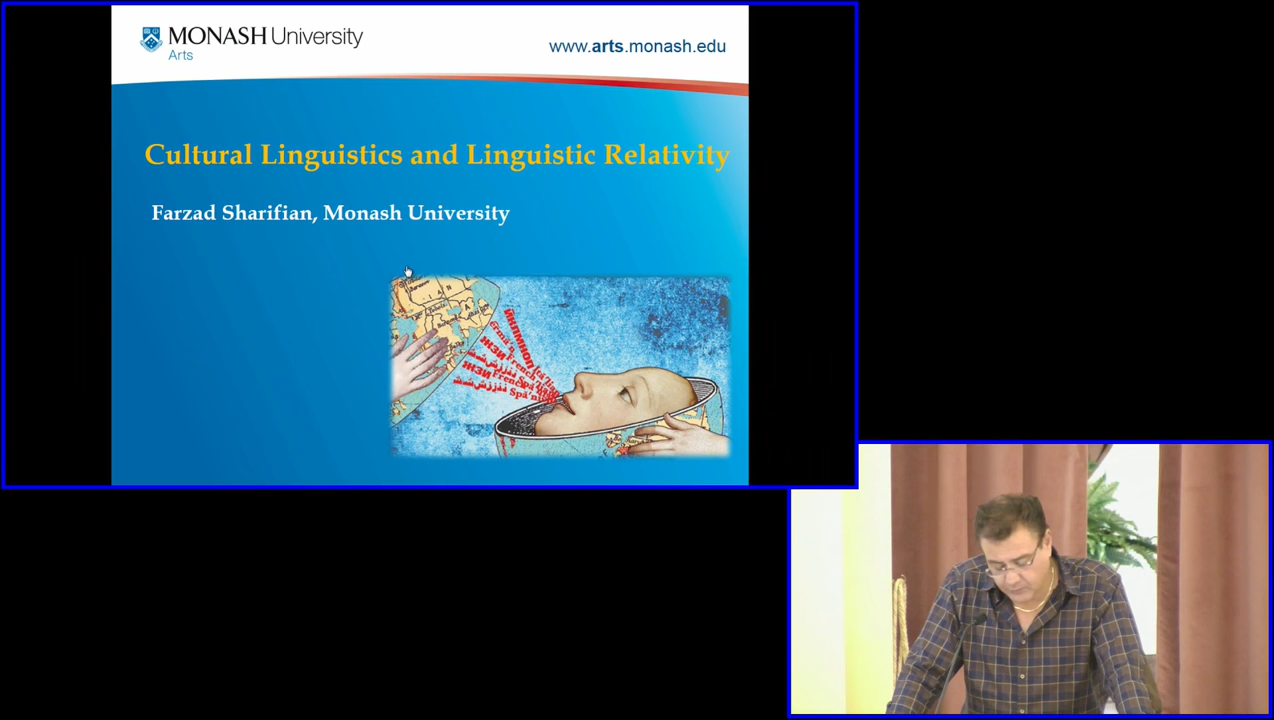 MONASH University
Arts
www.arts.monash.edu
Cultural Linguistics and Linguistic Relativity
Farzad Sharifian, Monash University